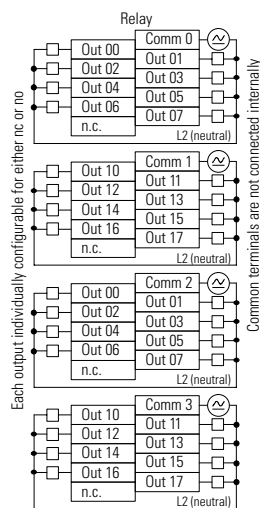 Relay
Comm 0
Out 00
Out 01
Out 02
Out 03
Out 04
Out 05
Out 06
Out 07
n.c.
L2 (neutral)
Comm 1
Out 10
Out 11
Out 12
Out 13
Out 14
Out 15
Out 16
Out 17
n.c.
L2 (neutral)
Comm 2
Out 00
Out 01
Out 02
Out 03
Out 04
Out 05
Out 06
Out 07
n.c.
L2 (neutral)
Comm 3
Out 10
Out 11
Out 12
Out 13
Out 14
Out 15
Out 16
Out 17
n.c.
L2 (neutral)
Each output individually configurable for either nc or no
Common terminals are not connected internally